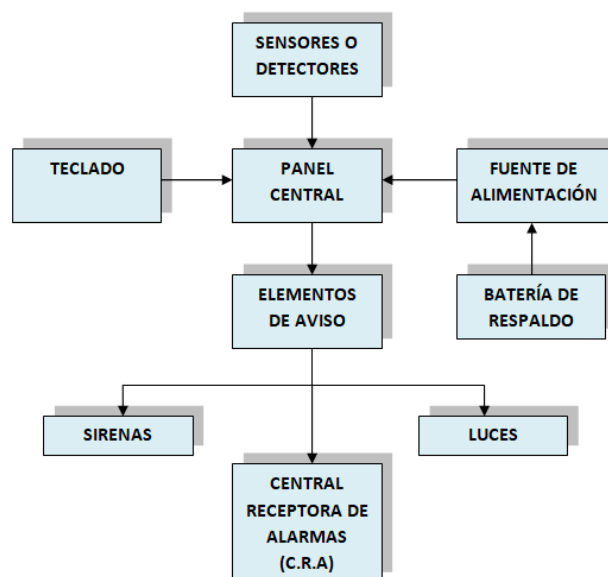 SENSORES O
DETECTORES
TECLADO
PANEL
CENTRAL
FUENTE DE
ALIMENTACIÓN
ELEMENTOS
DE AVISO
BATERÍA DE
RESPALDO
SIRENAS
LUCES
CENTRAL
RECEPTORA DE
ALARMAS
(C.R.A)